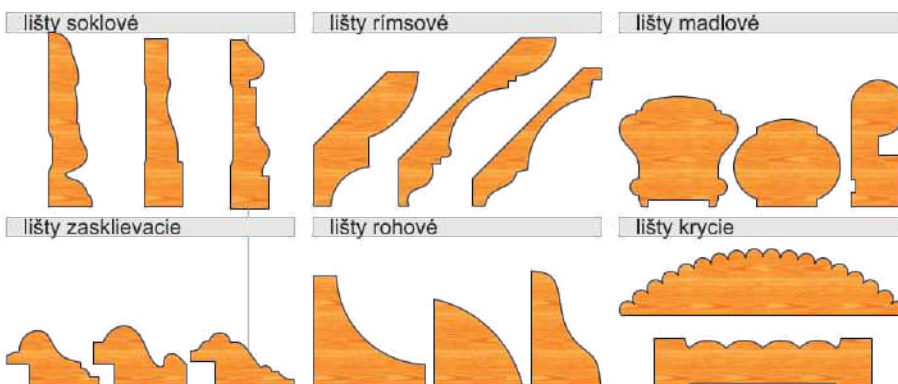 lišty soklové
lišty rímsové
lišty madlové
lišty zasklievacie
lišty rohové
lišty krycie